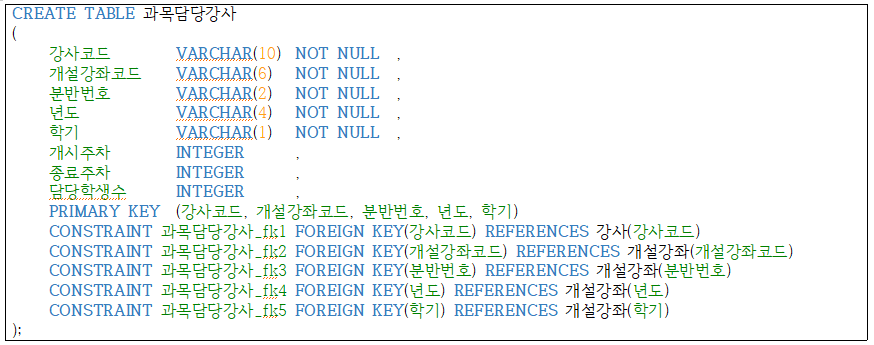 CREATE TABLE 과목담당강사
(
강사코드 VARCHAR(10) NOT NULL ,
개설강좌코드 VARCHAR(6) NOT NULL ,
분반번호 VARCHAR(2) NOT NULL ,
년도 VARCHAR(4) NOT NULL ,
학기 VARCHAR(1) NOT NULL ,
개시주차 INTEGER ,
종료주차 INTEGER ,
담당학생수 INTEGER ,
PRIMARY KEY (강사코드, 개설강좌코드, 분반번호, 년도, 학기)
CONSTRAINT 과목담당강사_fk1 FOREIGN KEY(강사코드) REFERENCES 강사(강사코드)
CONSTRAINT 과목담당강사_fk2 FOREIGN KEY(개설강좌코드) REFERENCES 개설강좌(개설강좌코드)
CONSTRAINT 과목담당강사_fk3 FOREIGN KEY(분반번호) REFERENCES 개설강좌(분반번호)
CONSTRAINT 과목담당강사_fk4 FOREIGN KEY(년도) REFERENCES 개설강좌(년도)
CONSTRAINT 과목담당강사_fk5 FOREIGN KEY(학기) REFERENCES 개설강좌(학기)
);